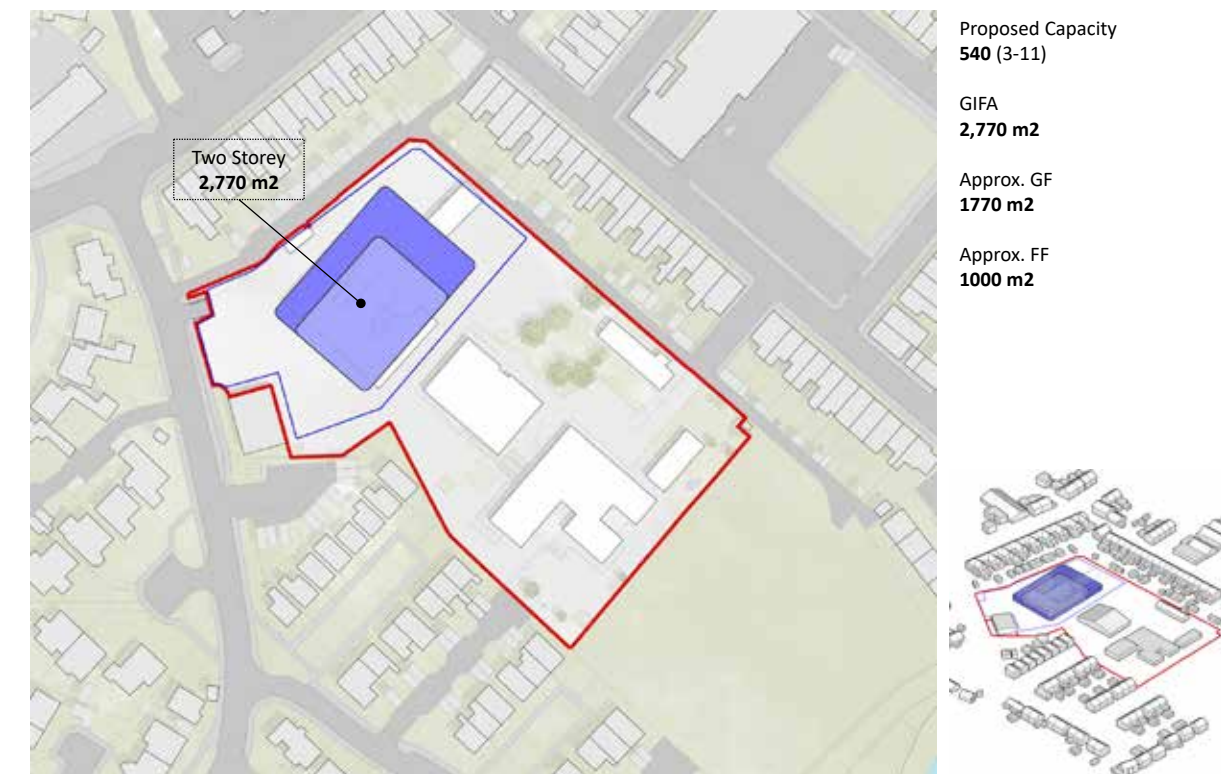 Two Storey
2,770 m2
Proposed Capacity
540 (3-11)
GIFA
2,770 m2
Approx. GF
1770 m2
Approx. FF
1000 m2